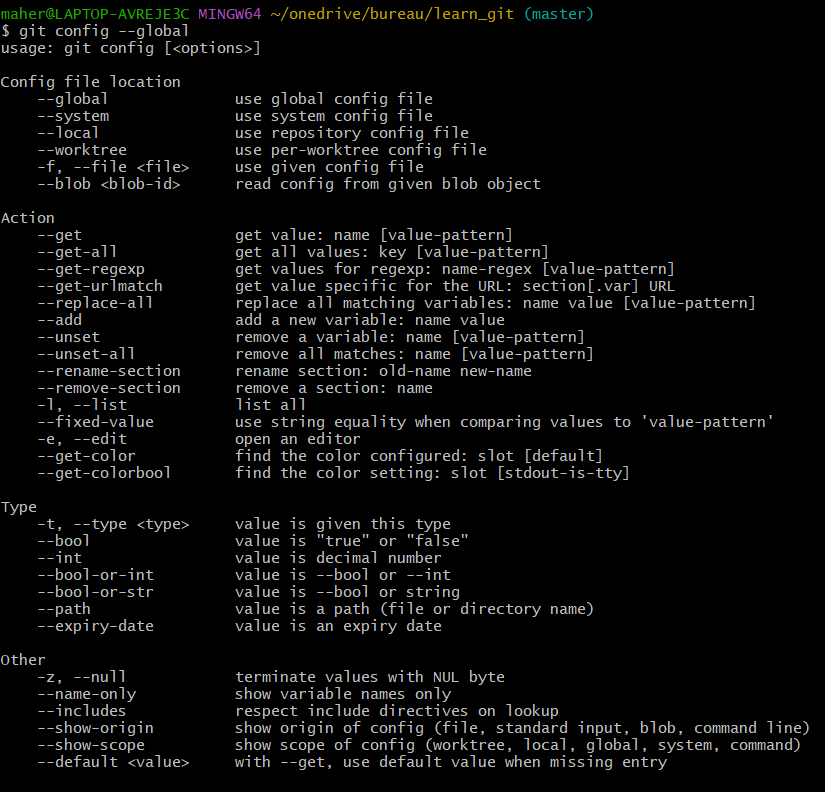 maher@LAPTOP-AVREJE3C MINGW64 ~/onedrive/bureau/learn_git (master)
$ git config --global
usage: git config [<options>]

Config file location
    --global              use global config file
    --system              use system config file
    --local               use repository config file
    --worktree            use per-worktree config file
    -f, --file <file>     use given config file
    --blob <blob-id>      read config from given blob object

Action
    --get                 get value: name [value-pattern]
    --get-all             get all values: key [value-pattern]
    --get-regexp          get values for regexp: name-regex [value-pattern]
    --get-urlmatch        get value specific for the URL: section[.var] URL
    --replace-all         replace all matching variables: name value [value-pattern]
    --add                 add a new variable: name value
    --unset               remove a variable: name [value-pattern]
    --unset-all           remove all matches: name [value-pattern]
    --rename-section      rename section: old-name new-name
    --remove-section      remove a section: name
    -l, --list            list all
    --fixed-value         use string equality when comparing values to 'value-pattern'
    -e, --edit            open an editor
    --get-color           find the color configured: slot [default]
    --get-colorbool       find the color setting: slot [stdout-is-tty]

Type
    -t, --type <type>     value is given this type
    --bool                value is "true" or "false"
    --int                 value is decimal number
    --bool-or-int         value is --bool or --int
    --bool-or-str         value is --bool or string
    --path                value is a path (file or directory name)
    --expiry-date         value is an expiry date

Other
    -z, --null            terminate values with NUL byte
    --name-only           show variable names only
    --includes            respect include directives on lookup
    --show-origin         show origin of config (file, standard input, blob, command line)
    --show-scope          show scope of config (worktree, local, global, system, command)
    --default <value>     with --get, use default value when missing entry